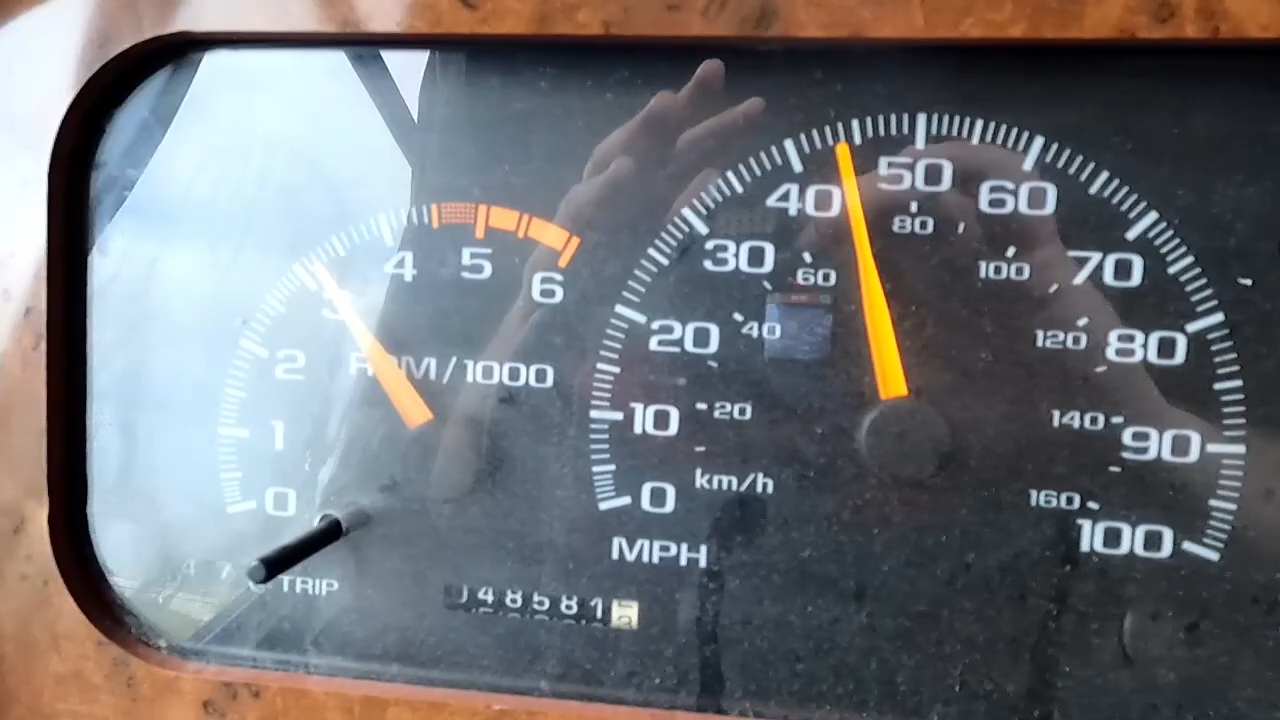 0 1 2 3 4 5 6
RPM/1000
TRIP
0 10 20 30 40 50 60 70 80 90 100
MPH
20 40 60 80 100 120 140 160
km/h
48581